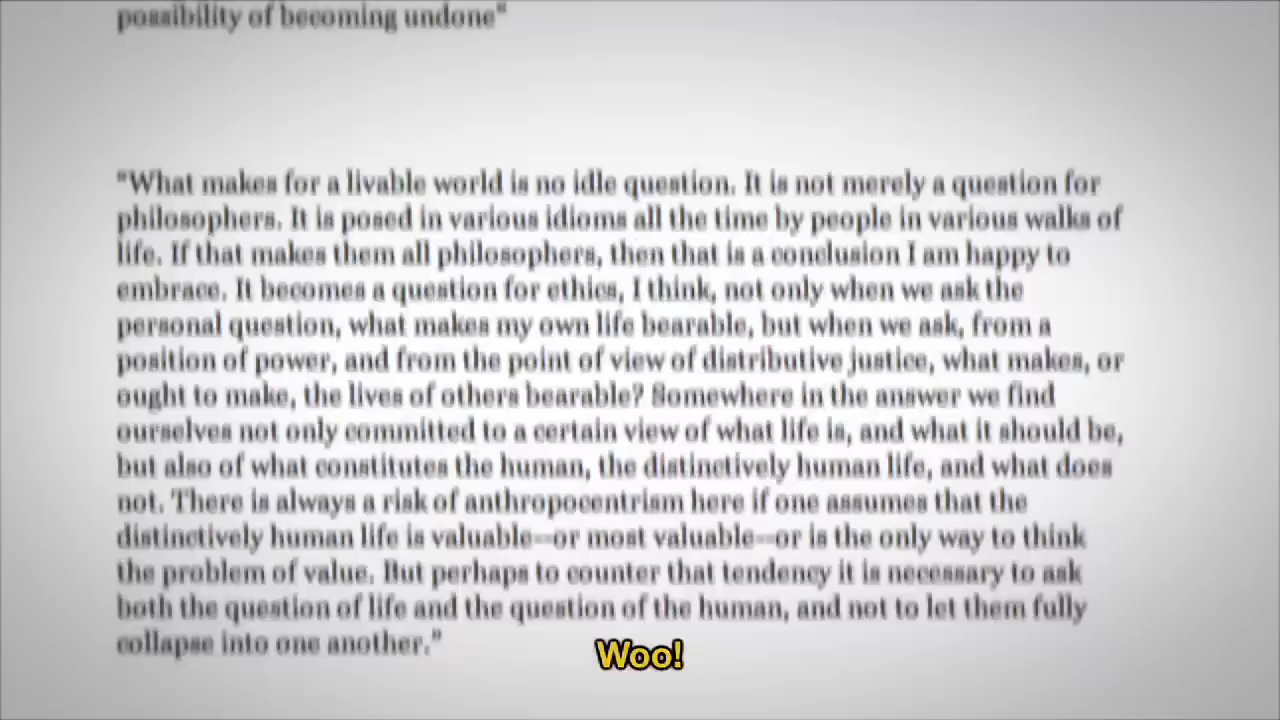 possibility of becoming undone"
"What makes for a livable world is no idle question. It is not merely a question for
philosophers. It is posed in various idioms all the time by people in various walks of
life. If that makes them all philosophers, then that is a conclusion I am happy to
embrace. It becomes a question for ethics, I think, not only when we ask the
personal question, what makes my own life bearable, but when we ask, from a
position of power, and from the point of view of distributive justice, what makes, or
ought to make, the lives of others bearable? Somewhere in the answer we find
ourselves not only committed to a certain view of what life is, and what it should be,
but also of what constitutes the human, the distinctively human life, and what does
not. There is always a risk of anthropocentrism here if one assumes that the
distinctively human life is valuable--or most valuable--or is the only way to think
the problem of value. But perhaps to counter that tendency it is necessary to ask
both the question of life and the question of the human, and not to let them fully
collapse into one another."
Woo!